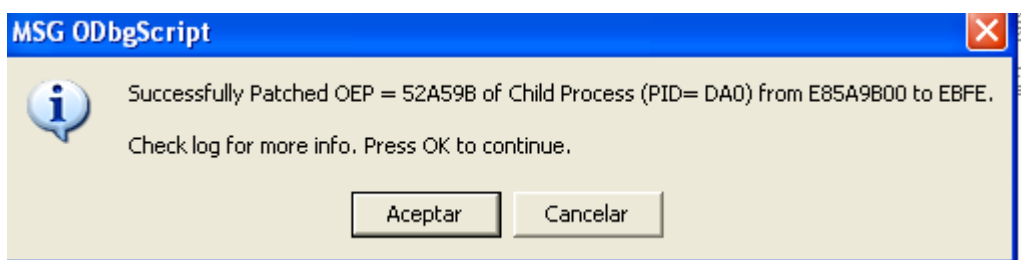 MSG ODbgScript
Successfully Patched OEP = 52A59B of Child Process (PID= DA0) from E85A9B00 to EBFE.
Check log for more info. Press OK to continue.
Aceptar
Cancelar